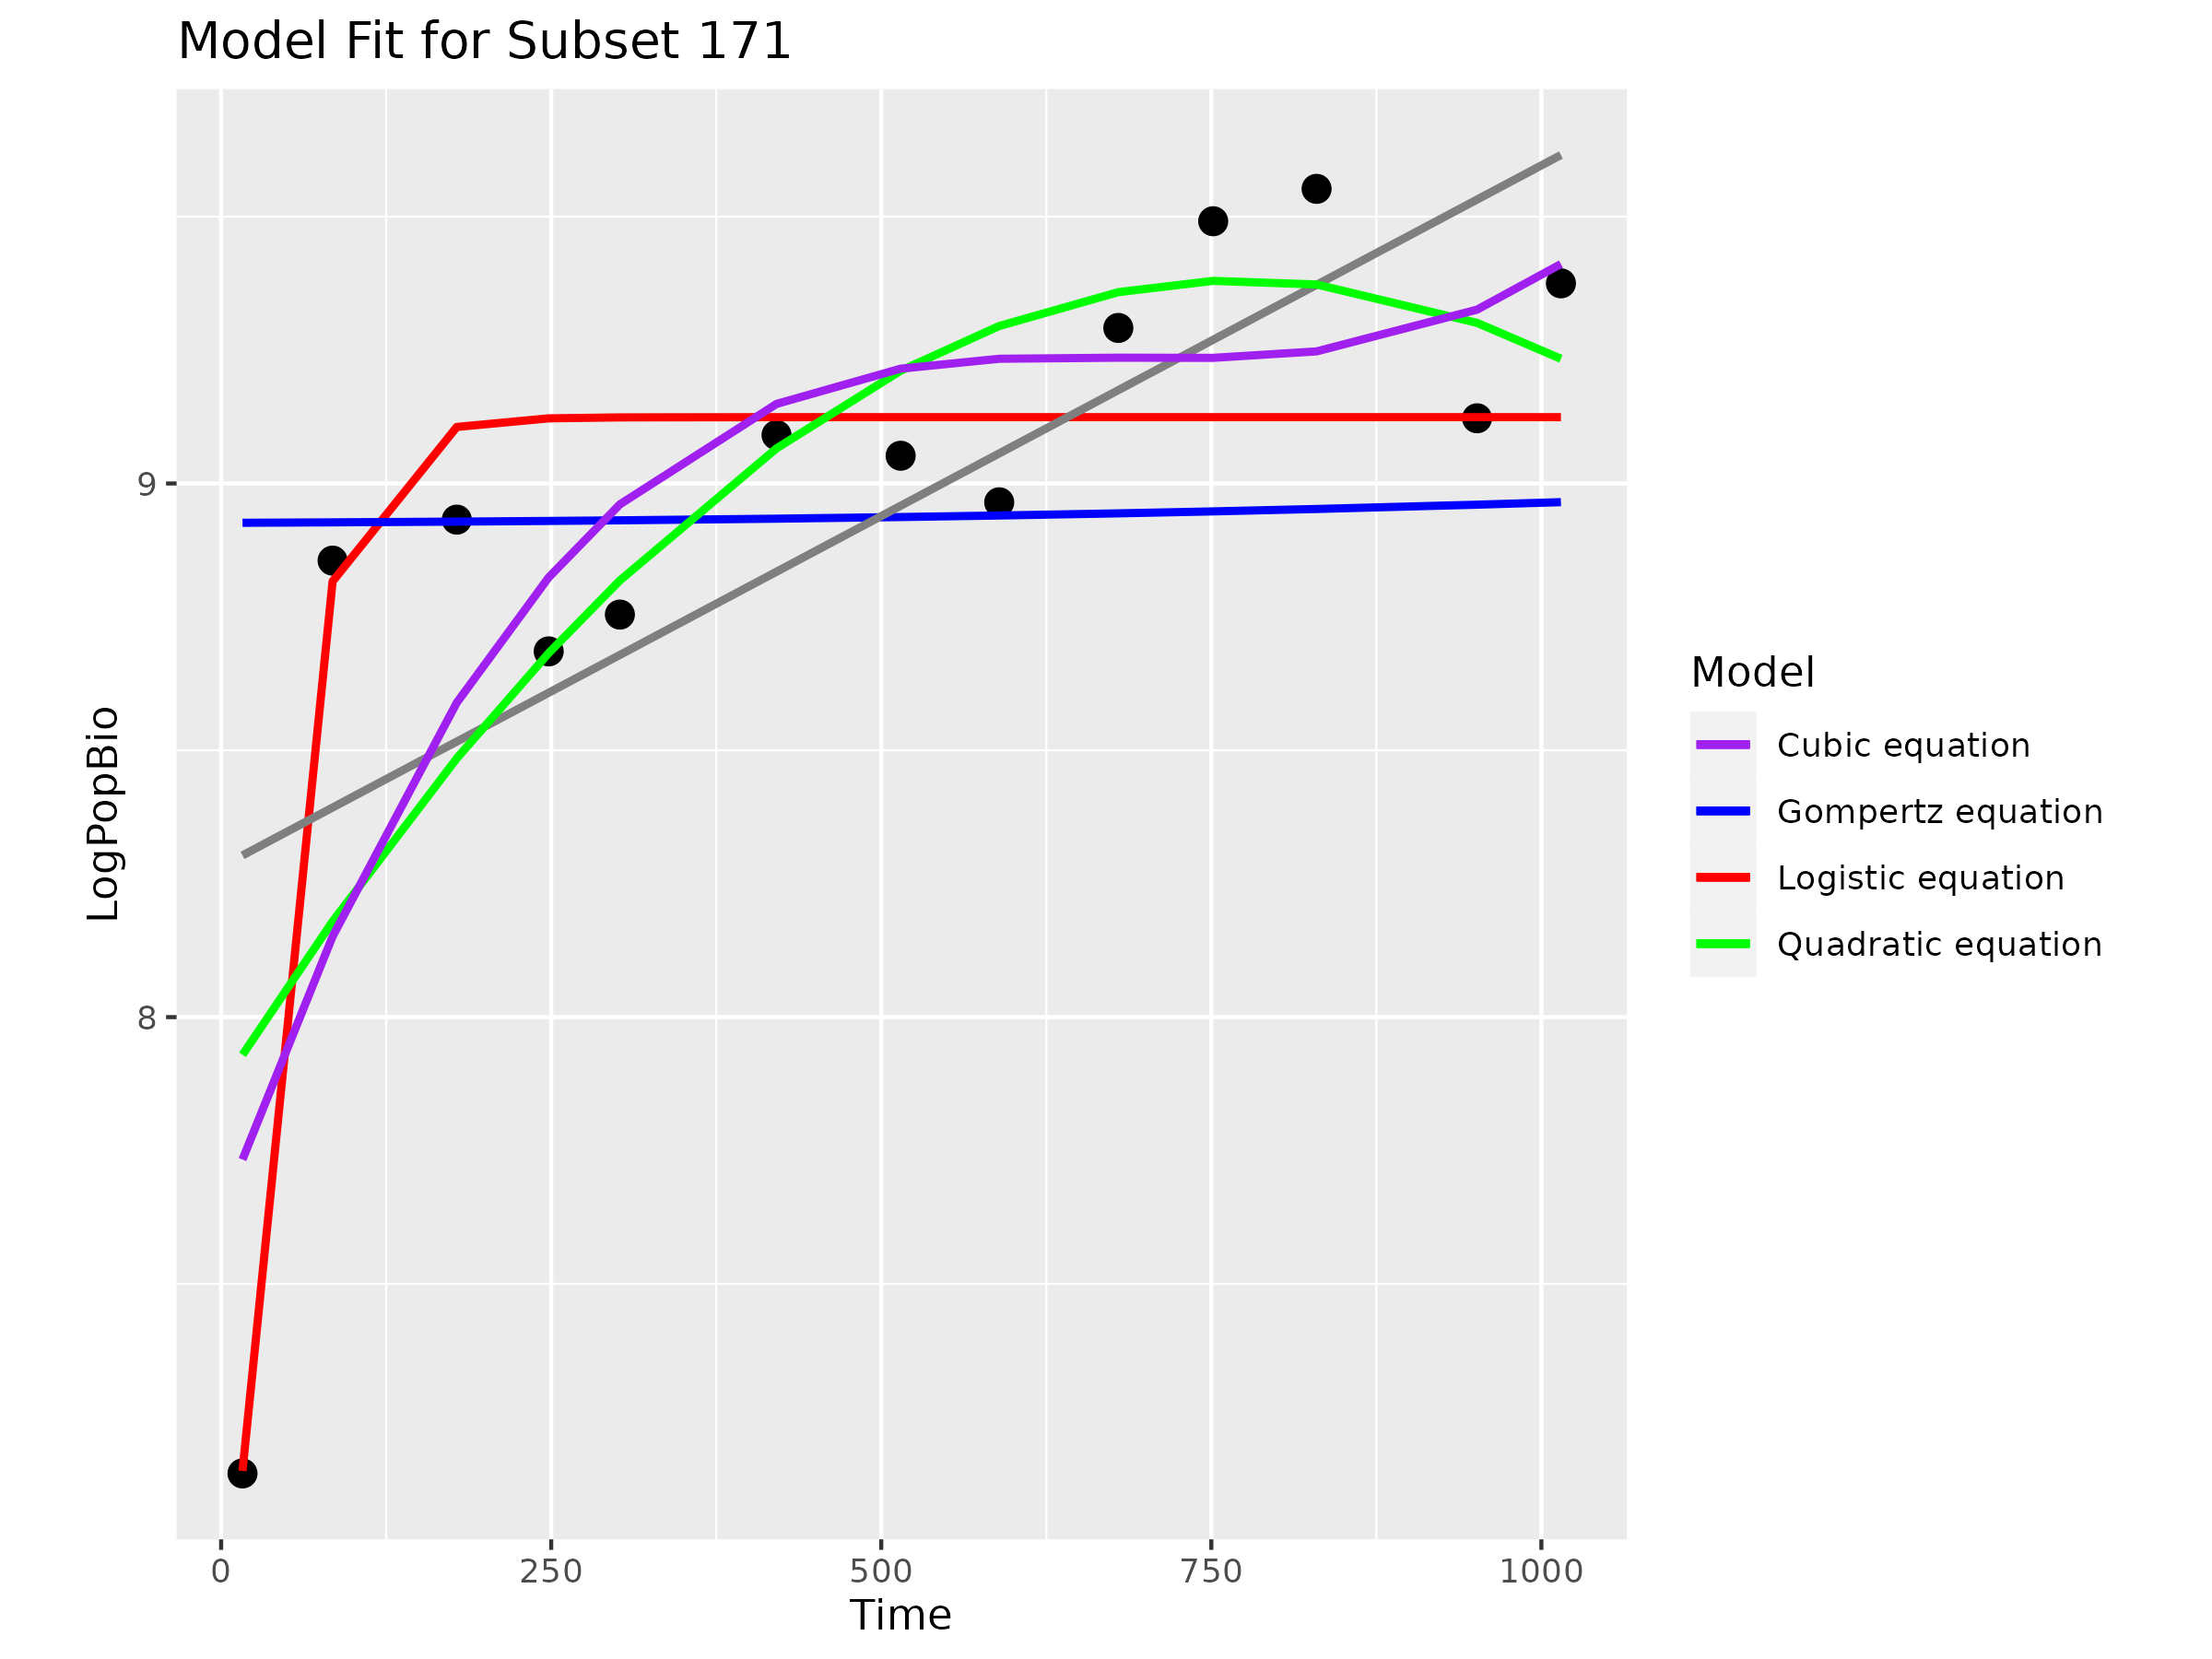 Model Fit for Subset 171
LogPopBio
9
8
0
250
500
750
1000
Time
Model
Cubic equation
Gompertz equation
Logistic equation
Quadratic equation